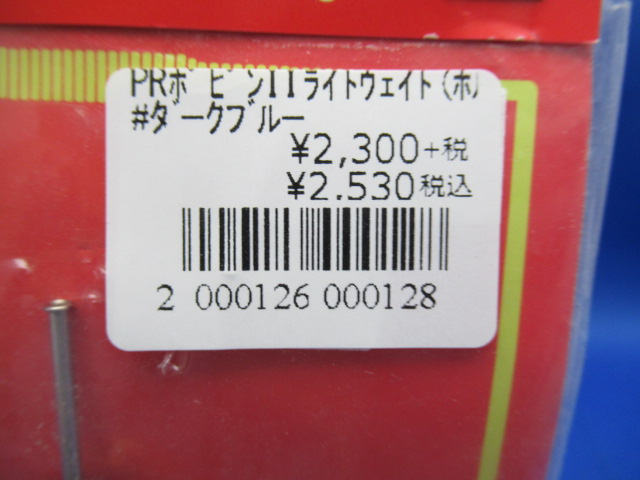 PRボビンIIライトウェイト(ホ)
#ダークブルー
¥2,300+税
¥2,530税込
2 000126 000128